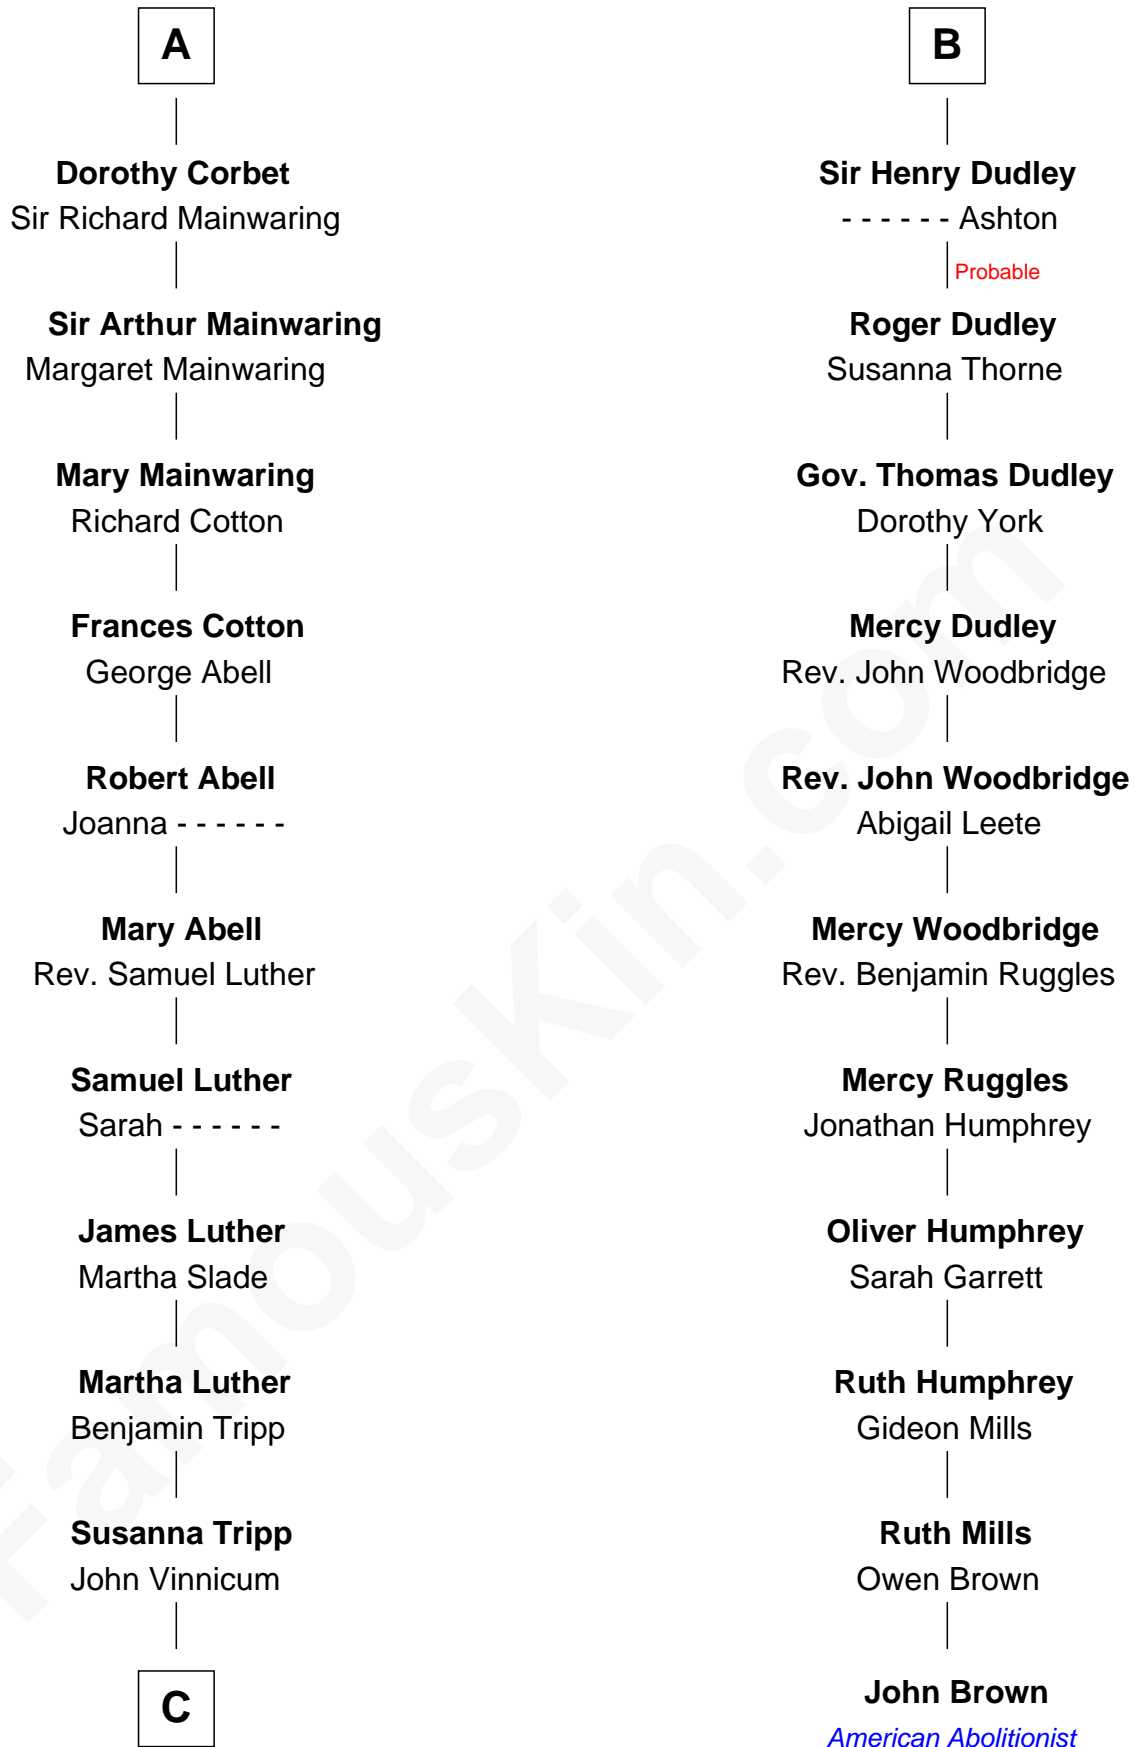 A
Dorothy Corbet
Sir Richard Mainwaring
Sir Arthur Mainwaring
Margaret Mainwaring
Mary Mainwaring
Richard Cotton
Frances Cotton
George Abell
Robert Abell
Joanna - - - - - -
Mary Abell
Rev. Samuel Luther
Samuel Luther
Sarah - - - - - -
James Luther
Martha Slade
Martha Luther
Benjamin Tripp
Susanna Tripp
John Vinnicum
C
B
Sir Henry Dudley
- - - - - - Ashton
Probable
Roger Dudley
Susanna Thorne
Gov. Thomas Dudley
Dorothy York
Mercy Dudley
Rev. John Woodbridge
Rev. John Woodbridge
Abigail Leete
Mercy Woodbridge
Rev. Benjamin Ruggles
Mercy Ruggles
Jonathan Humphrey
Oliver Humphrey
Sarah Garrett
Ruth Humphrey
Gideon Mills
Ruth Mills
Owen Brown
John Brown
American Abolitionist
FamousKin.com